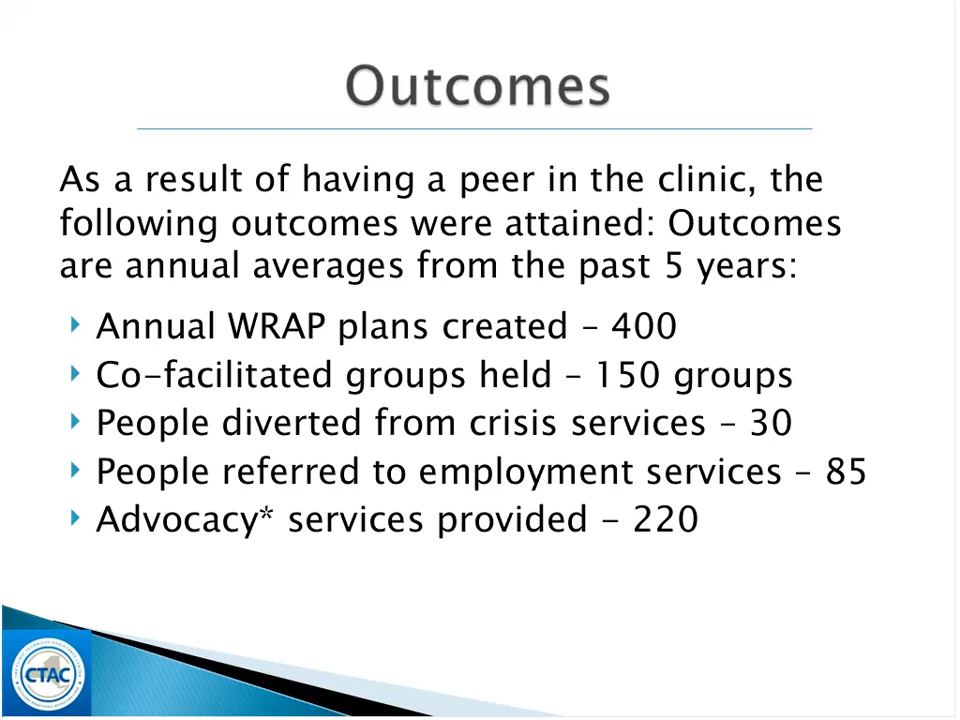 Outcomes
As a result of having a peer in the clinic, the
following outcomes were attained: Outcomes
are annual averages from the past 5 years:
Annual WRAP plans created – 400
Co-facilitated groups held – 150 groups
People diverted from crisis services – 30
People referred to employment services – 85
Advocacy* services provided - 220
CTAC